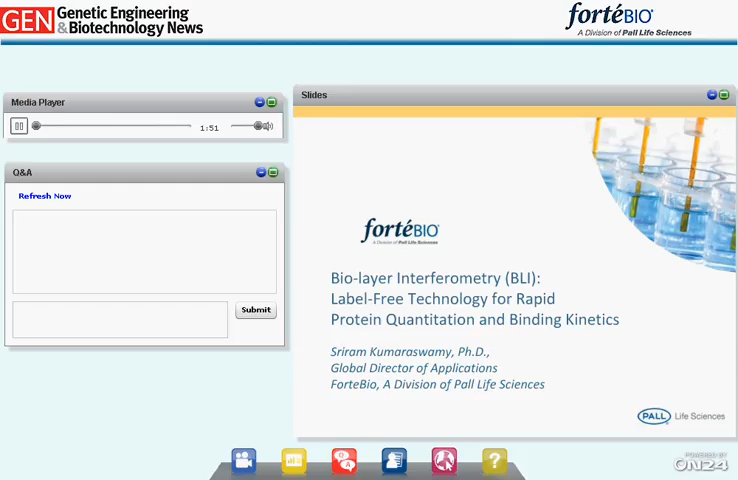 GEN Genetic Engineering
& Biotechnology News
fortéBIO
A Division of Pall Life Sciences
Media Player
1:51
Q&A
Refresh Now
Submit
Slides
fortéBIO
A Division of Pall Life Sciences
Bio-layer Interferometry (BLI):
Label-Free Technology for Rapid
Protein Quantitation and Binding Kinetics
Sriram Kumaraswamy, Ph.D.,
Global Director of Applications
ForteBio, A Division of Pall Life Sciences
PALL Life Sciences
Q
A
?
POWERED BY
ON24